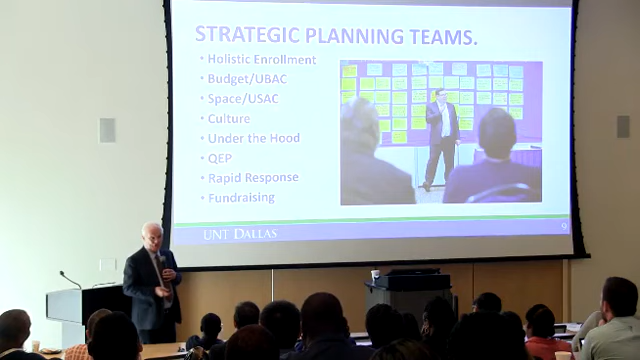 STRATEGIC PLANNING TEAMS.
• Holistic Enrollment
• Budget/UBAC
• Space/USAC
• Culture
• Under the Hood
• QEP
• Rapid Response
• Fundraising
UNT DALLAS
9